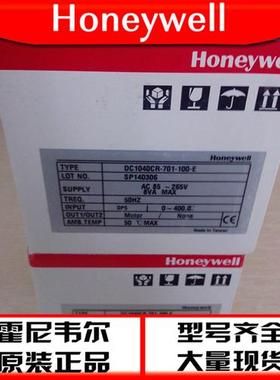 Honeywell
Honeywell
Honeywell
TYPE DC1040CR-701-100-E
LOT NO. SP140306
SUPPLY AC 85 ~ 265V
8VA MAX
FREQ. 50HZ
INPUT DPS 0 ~ 400.0
OUT1/OUT2 Motor / None
AMB.TEMP 50 ℃ MAX.
Made in Taiwan
Honeywell
霍尼韦尔 型号齐全
原装正品 大量现货